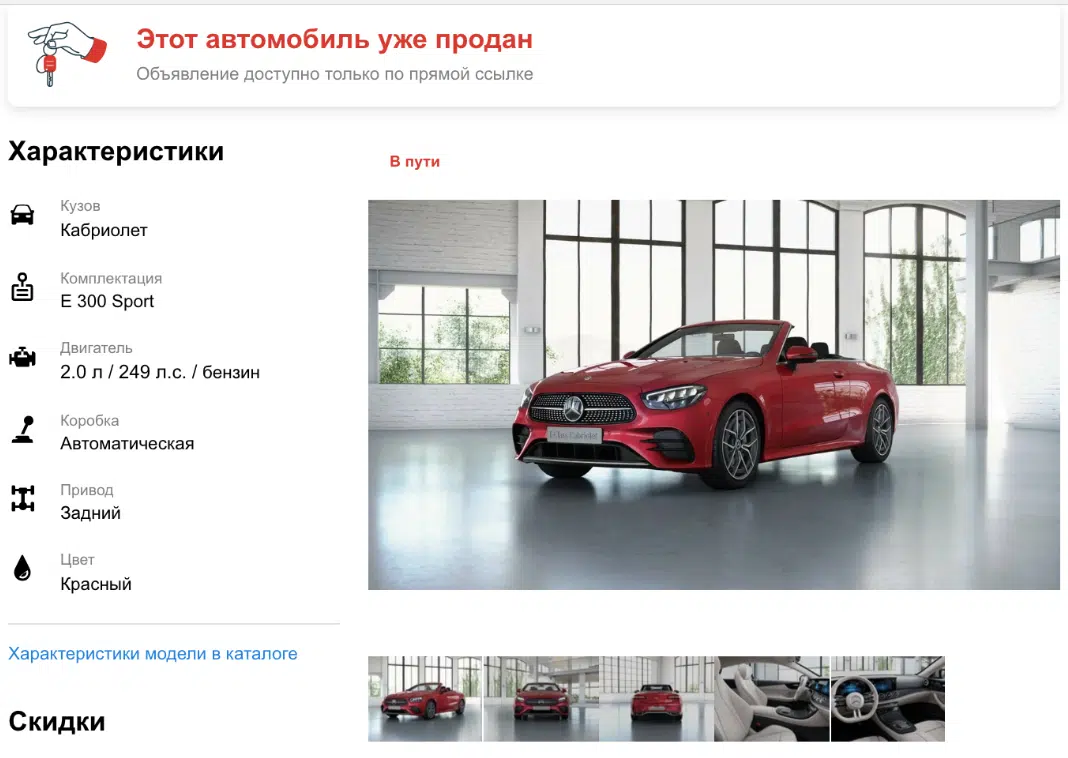 Этот автомобиль уже продан
Объявление доступно только по прямой ссылке
Характеристики
В пути
Кузов
Кабриолет
Комплектация
E 300 Sport
Двигатель
2.0 л / 249 л.с. / бензин
Коробка
Автоматическая
Привод
Задний
Цвет
Красный
Характеристики модели в каталоге
Скидки